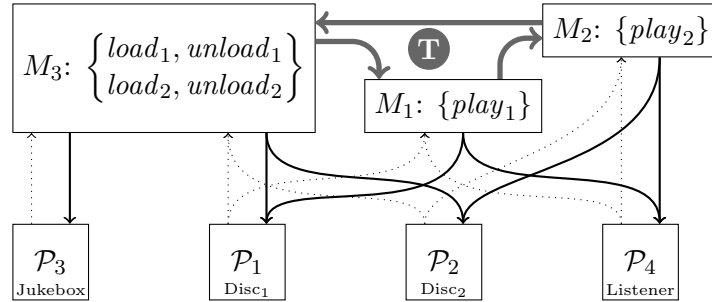 M₃: {load₁, unload₁
load₂, unload₂}
T
M₂: {play₂}
M₁: {play₁}
𝒫₃
Jukebox
𝒫₁
Disc₁
𝒫₂
Disc₂
𝒫₄
Listener